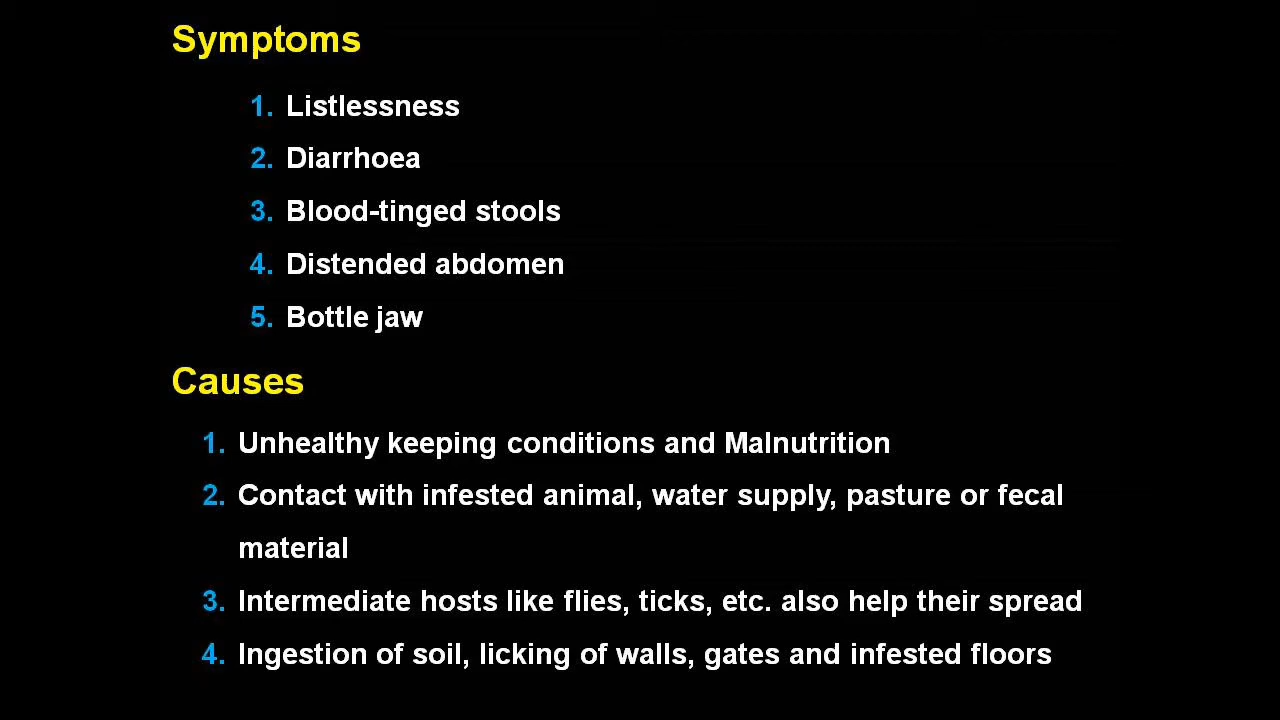 Symptoms
1. Listlessness
2. Diarrhoea
3. Blood-tinged stools
4. Distended abdomen
5. Bottle jaw
Causes
1. Unhealthy keeping conditions and Malnutrition
2. Contact with infested animal, water supply, pasture or fecal
material
3. Intermediate hosts like flies, ticks, etc. also help their spread
4. Ingestion of soil, licking of walls, gates and infested floors